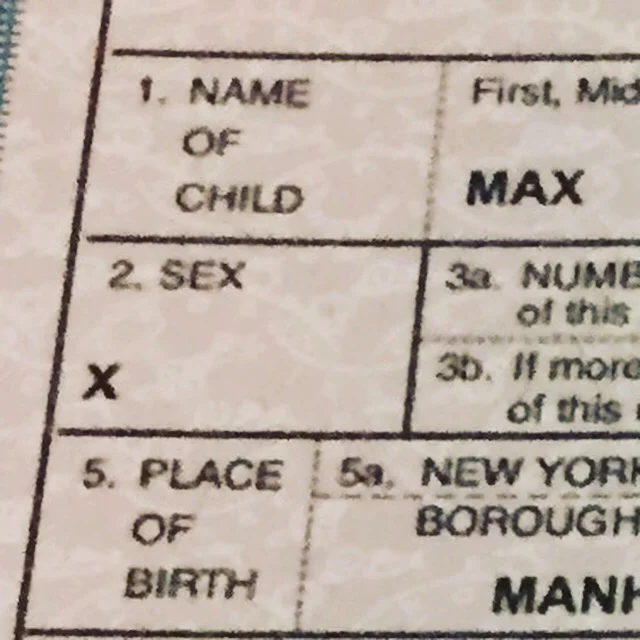 1. NAME OF CHILD
First, Mid
MAX
2. SEX
X
3a. NUMB
of this
3b. If more
of this
5. PLACE OF BIRTH
5a. NEW YORK
BOROUGH
MANH